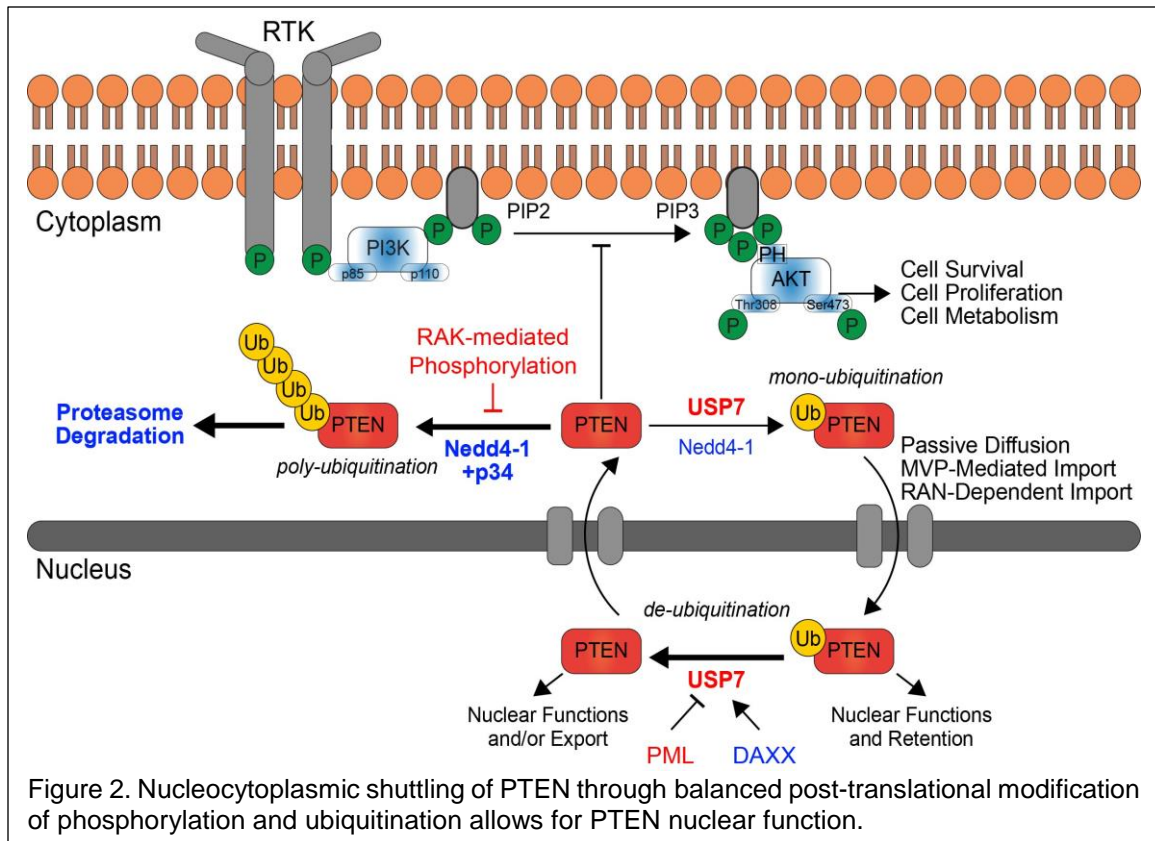 RTK
Cytoplasm
PIP2
PIP3
P
P
P
P
P
P
P
PI3K
p85
p110
PH
AKT
Thr308
Ser473
P
P
Cell Survival
Cell Proliferation
Cell Metabolism
Ub
Ub
Ub
Ub
PTEN
poly-ubiquitination
Proteasome
Degradation
RAK-mediated
Phosphorylation
Nedd4-1
+p34
PTEN
USP7
Nedd4-1
mono-ubiquitination
Ub
PTEN
Passive Diffusion
MVP-Mediated Import
RAN-Dependent Import
Nucleus
de-ubiquitination
PTEN
USP7
Ub
PTEN
Nuclear Functions
and/or Export
PML
DAXX
Nuclear Functions
and Retention
Figure 2. Nucleocytoplasmic shuttling of PTEN through balanced post-translational modification
of phosphorylation and ubiquitination allows for PTEN nuclear function.